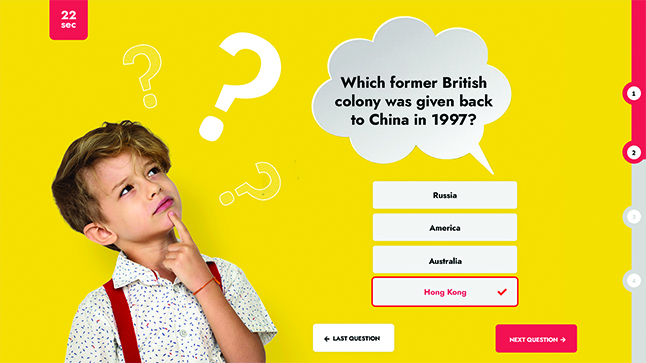 22
sec
Which former British
colony was given back
to China in 1997?
Russia
America
Australia
Hong Kong
← LAST QUESTION
NEXT QUESTION →
1
2
3
4